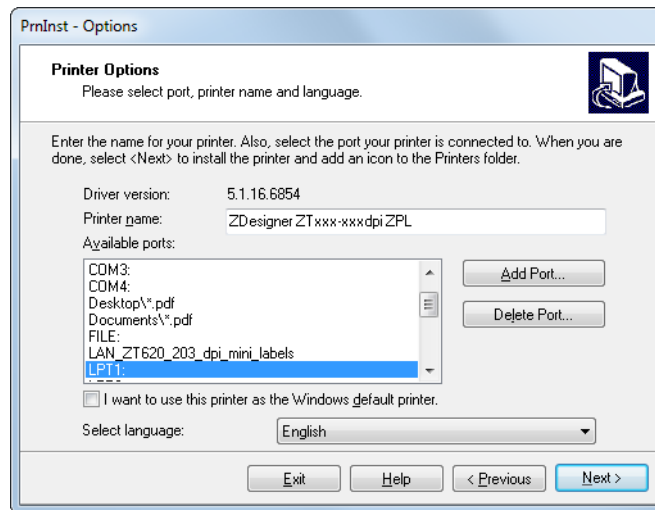 PrnInst - Options
Printer Options
Please select port, printer name and language.
Enter the name for your printer. Also, select the port your printer is connected to. When you are
done, select <Next> to install the printer and add an icon to the Printers folder.
Driver version: 5.1.16.6854
Printer name: ZDesigner ZTxxx-xxxdpi ZPL
Available ports:
COM3:
COM4:
Desktop\*.pdf
Documents\*.pdf
FILE:
LAN_ZT620_203_dpi_mini_labels
LPT1:
Add Port...
Delete Port...
I want to use this printer as the Windows default printer.
Select language: English
Exit Help < Previous Next >